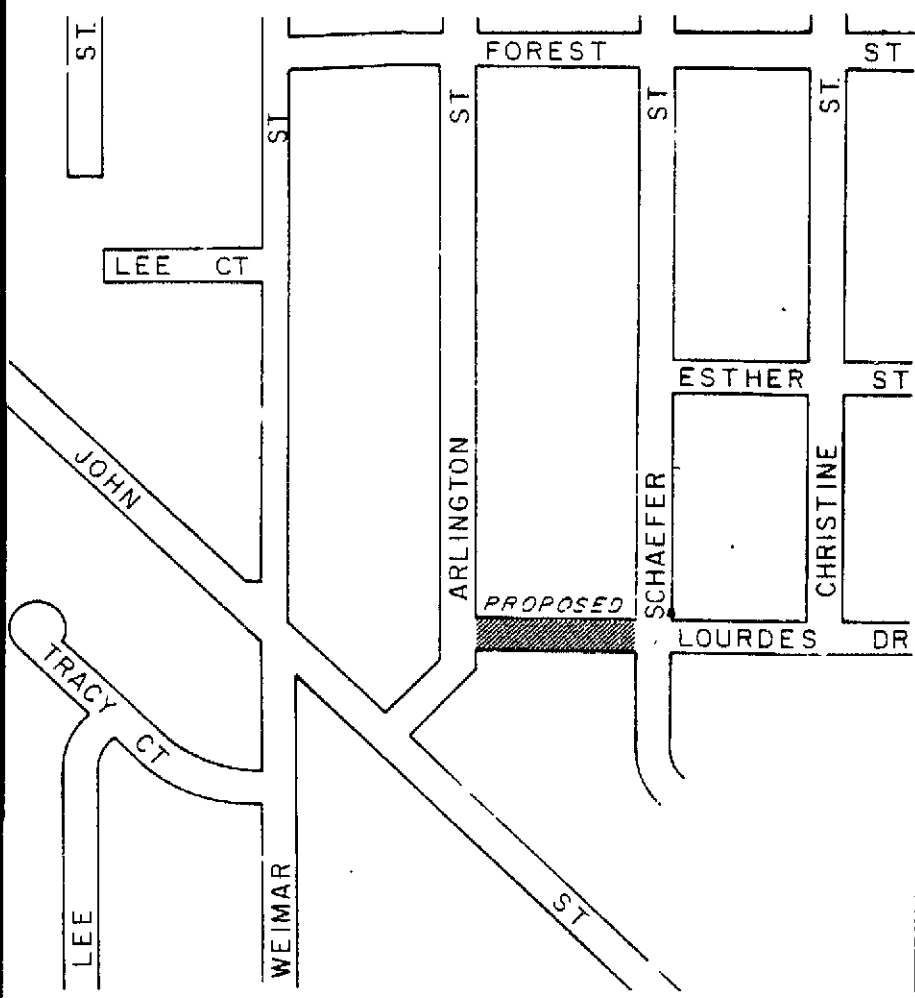 ST.
FOREST ST
ST
ST
ST
ST.
LEE CT
ESTHER ST
JOHN
ARLINGTON
SCHAEFER
CHRISTINE
PROPOSED
LOURDES DR
TRACY CT
ST
LEE
WEIMAR